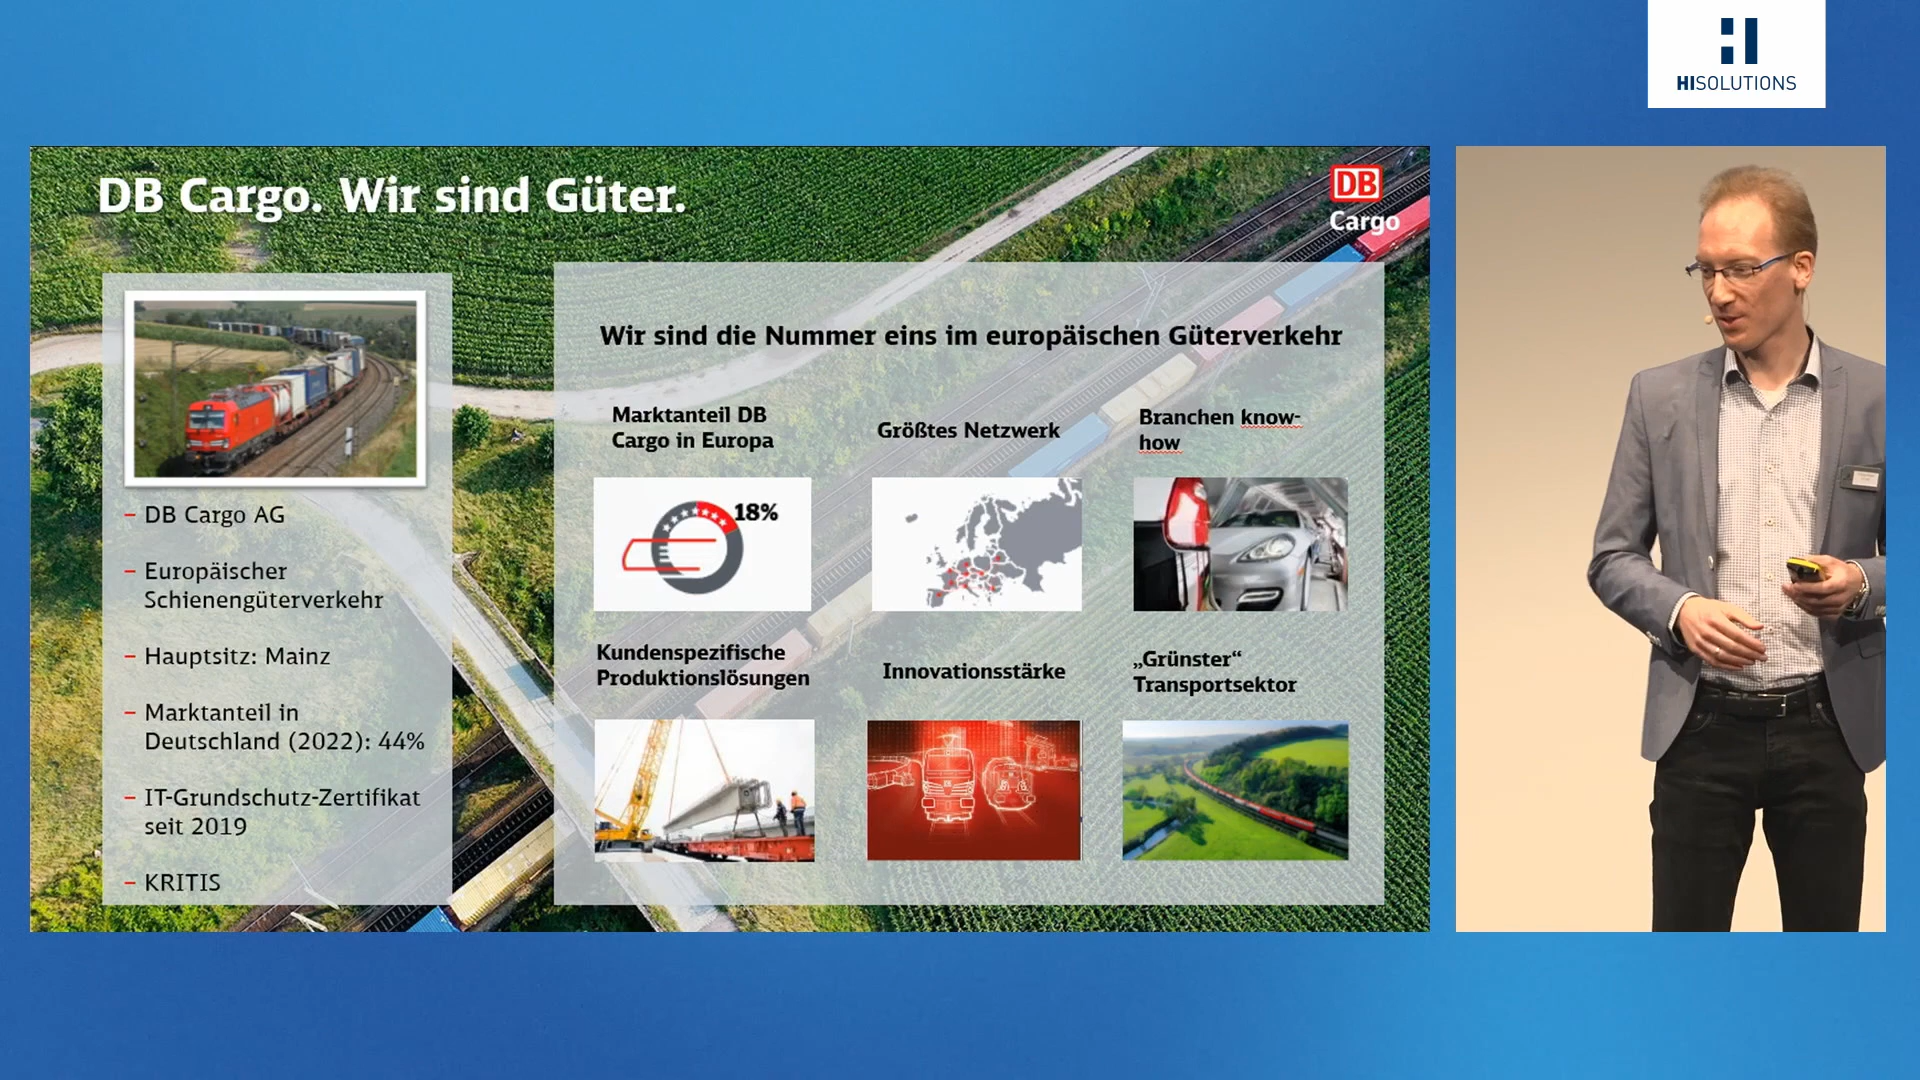 HISOLUTIONS
DB Cargo. Wir sind Güter.
DB
Cargo
– DB Cargo AG
– Europäischer
Schienengüterverkehr
– Hauptsitz: Mainz
– Marktanteil in
Deutschland (2022): 44%
– IT-Grundschutz-Zertifikat
seit 2019
– KRITIS
Wir sind die Nummer eins im europäischen Güterverkehr
Marktanteil DB
Cargo in Europa
18%
Größtes Netzwerk
Branchen know-
how
Kundenspezifische
Produktionslösungen
Innovationsstärke
„Grünster“
Transportsektor